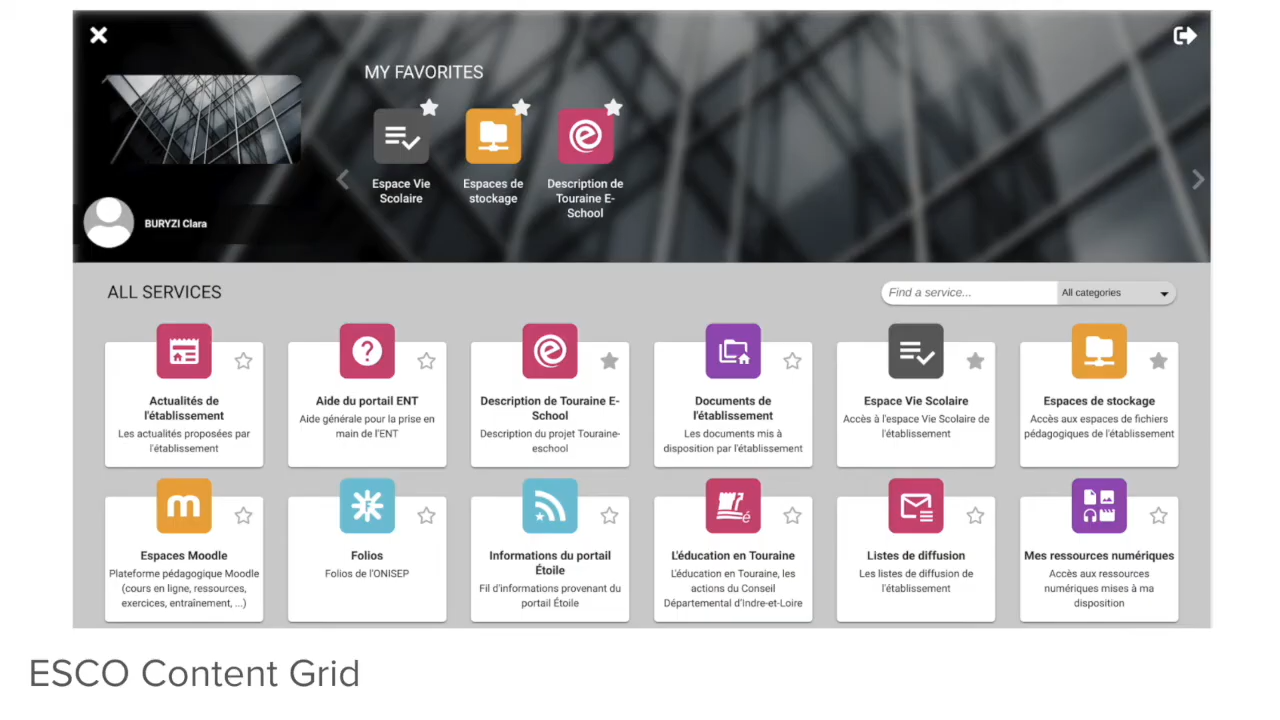 MY FAVORITES
Espace Vie
Scolaire
Espaces de
stockage
Description de
Touraine E-
School
BURYZI Clara
ALL SERVICES
Find a service...
All categories
Actualités de
l'établissement
Les actualités proposées par
l'établissement
Aide du portail ENT
Aide générale pour la prise en
main de l'ENT
Description de Touraine E-
School
Description du projet Touraine-
eschool
Documents de
l'établissement
Les documents mis à
disposition par l'établissement
Espace Vie Scolaire
Accès à l'espace Vie Scolaire de
l'établissement
Espaces de stockage
Accès aux espaces de fichiers
pédagogiques de l'établissement
Espaces Moodle
Plateforme pédagogique Moodle
(cours en ligne, ressources,
exercices, entraînement, ...)
Folios
Folios de l'ONISEP
Informations du portail
Étoile
Fil d'informations provenant du
portail Étoile
L'éducation en Touraine
L'éducation en Touraine, les
actions du Conseil
Départemental d'Indre-et-Loire
Listes de diffusion
Les listes de diffusion de
l'établissement
Mes ressources numériques
Accès aux ressources
numériques mises à ma
disposition
ESCO Content Grid